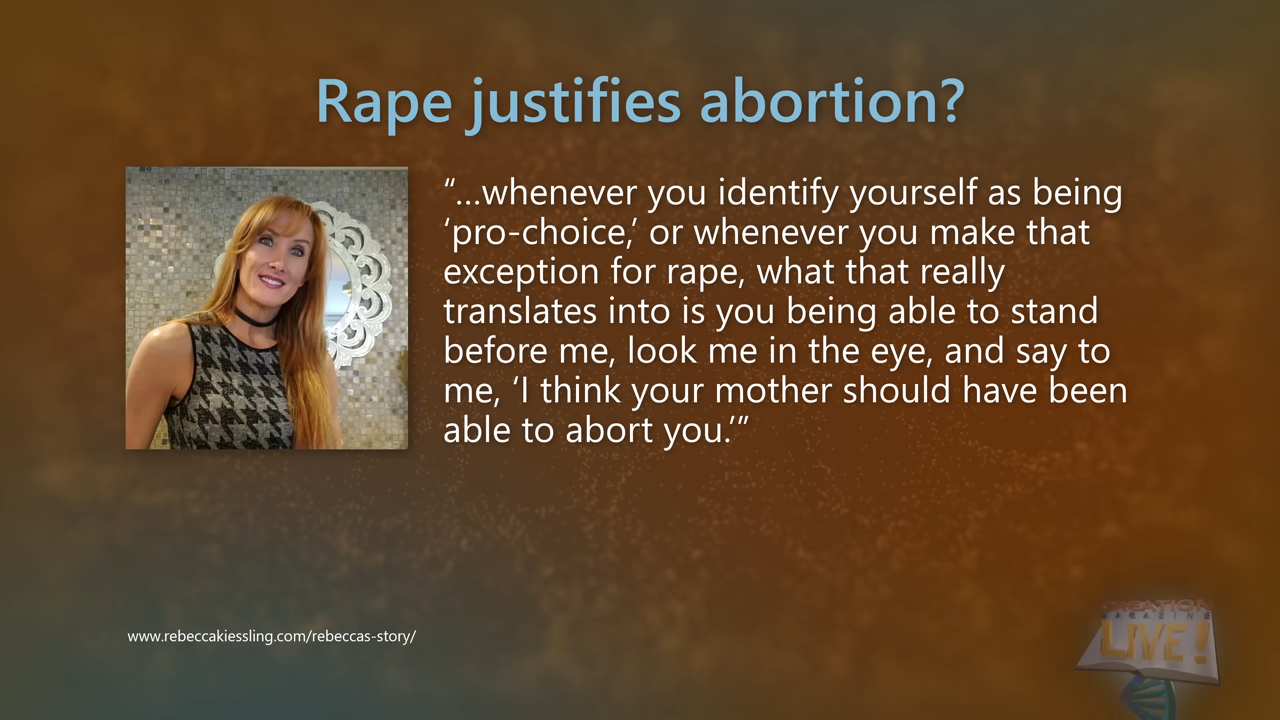 Rape justifies abortion?
“...whenever you identify yourself as being
‘pro-choice,’ or whenever you make that
exception for rape, what that really
translates into is you being able to stand
before me, look me in the eye, and say to
me, ‘I think your mother should have been
able to abort you.’”
www.rebeccakiessling.com/rebeccas-story/
CREATION
MAGAZINE
LIVE!